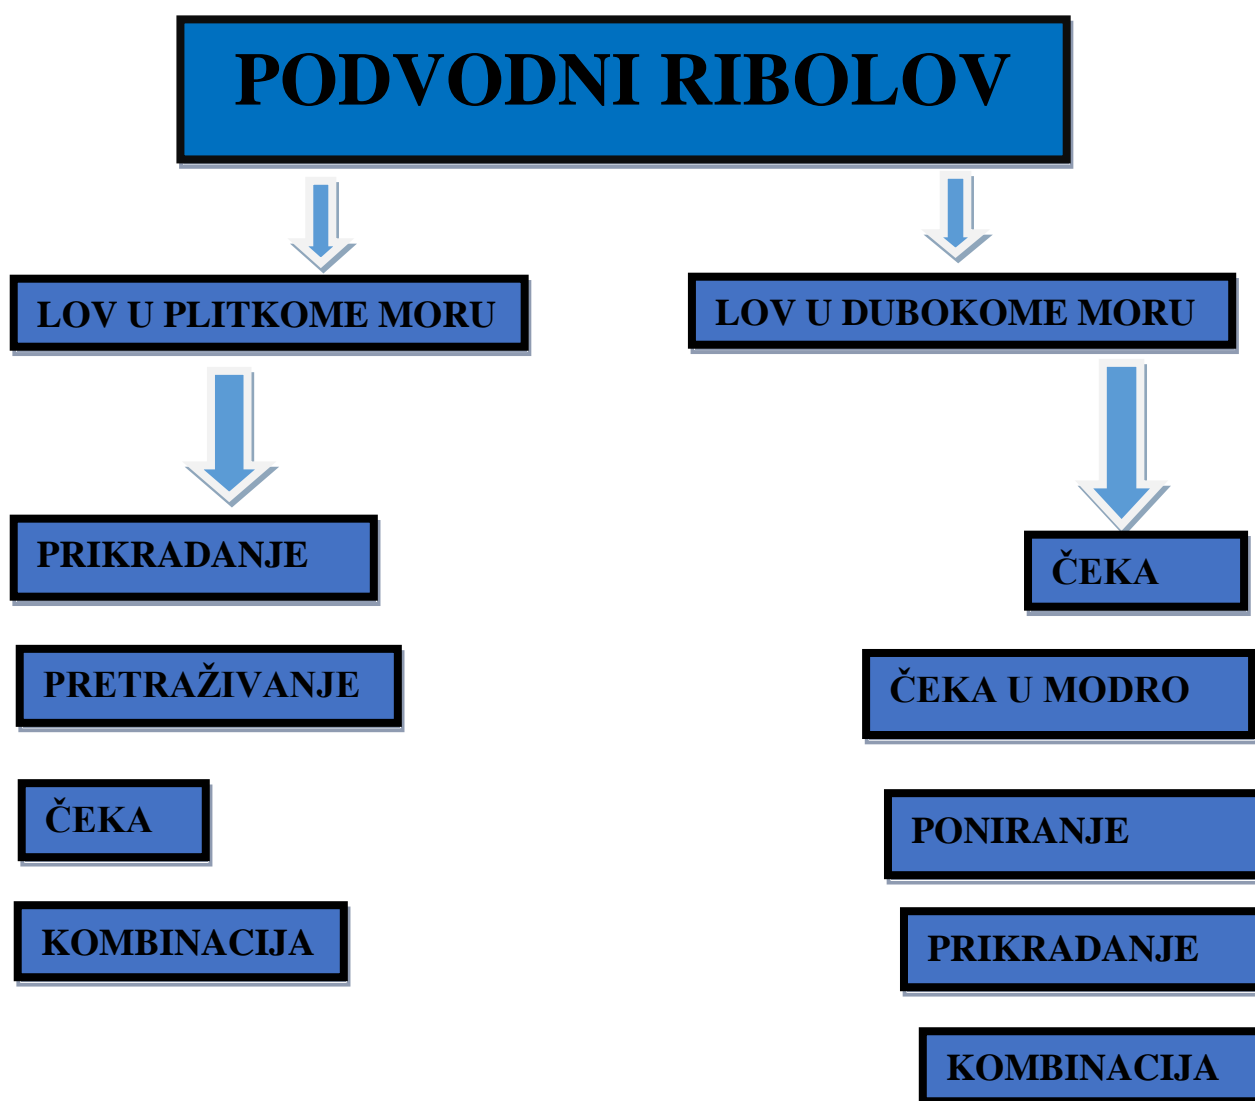 PODVODNI RIBOLOV
LOV U PLITKOME MORU
LOV U DUBOKOME MORU
PRIKRADANJE
PRETRAŽIVANJE
ČEKA
KOMBINACIJA
ČEKA
ČEKA U MODRO
PONIRANJE
PRIKRADANJE
KOMBINACIJA